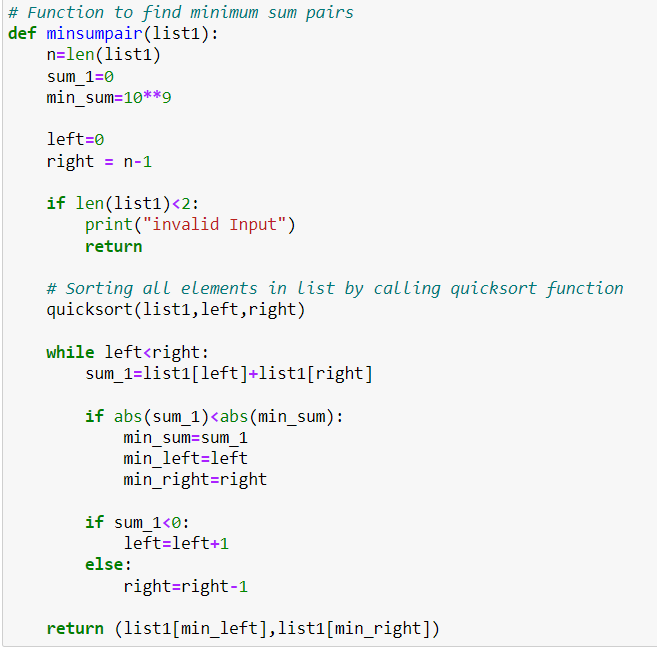 # Function to find minimum sum pairs
def minsumpair(list1):
    n=len(list1)
    sum_1=0
    min_sum=10**9

    left=0
    right = n-1

    if len(list1)<2:
        print("invalid Input")
        return

    # Sorting all elements in list by calling quicksort function
    quicksort(list1,left,right)

    while left<right:
        sum_1=list1[left]+list1[right]

        if abs(sum_1)<abs(min_sum):
            min_sum=sum_1
            min_left=left
            min_right=right

        if sum_1<0:
            left=left+1
        else:
            right=right-1

    return (list1[min_left],list1[min_right])